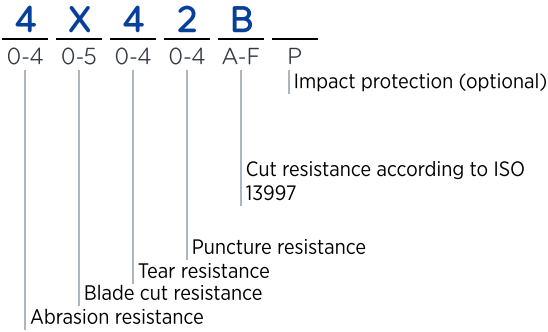 4 X 4 2 B
0-4 0-5 0-4 0-4 A-F P
Impact protection (optional)
Cut resistance according to ISO
13997
Puncture resistance
Tear resistance
Blade cut resistance
Abrasion resistance